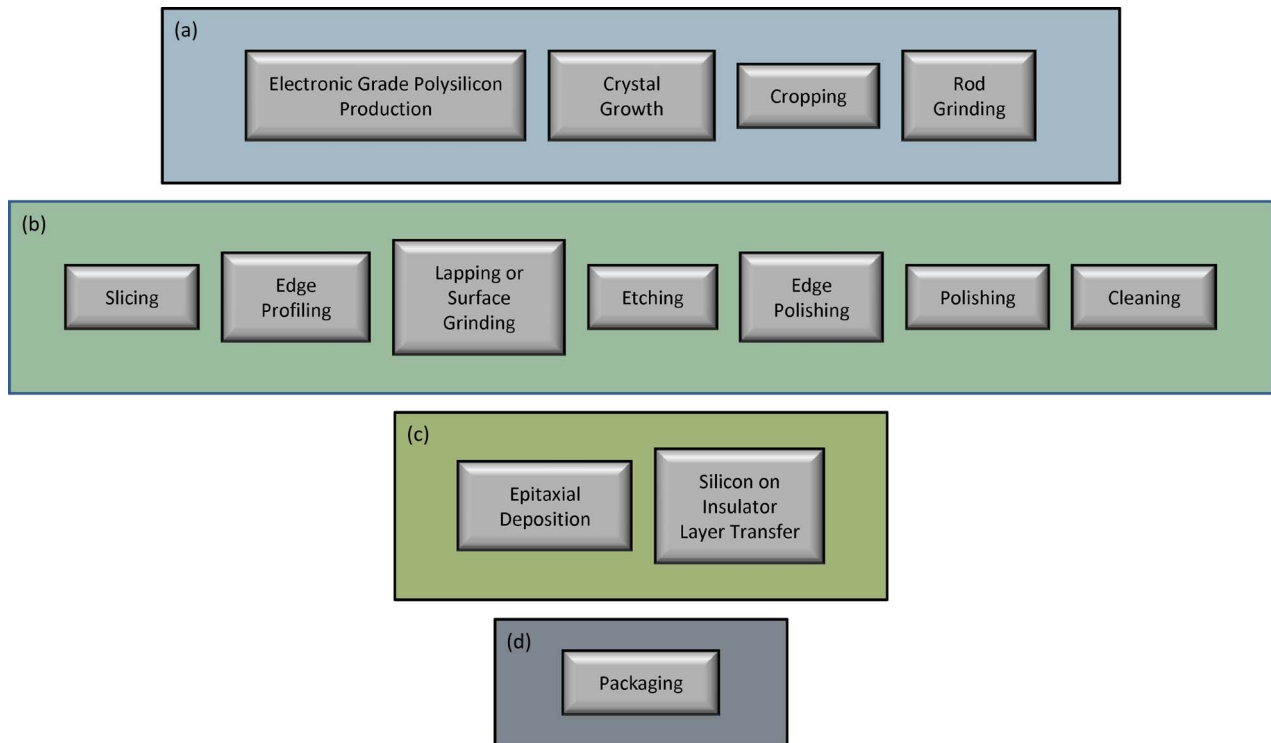 (a)
Electronic Grade Polysilicon
Production
Crystal
Growth
Cropping
Rod
Grinding
(b)
Slicing
Edge
Profiling
Lapping or
Surface
Grinding
Etching
Edge
Polishing
Polishing
Cleaning
(c)
Epitaxial
Deposition
Silicon on
Insulator
Layer Transfer
(d)
Packaging